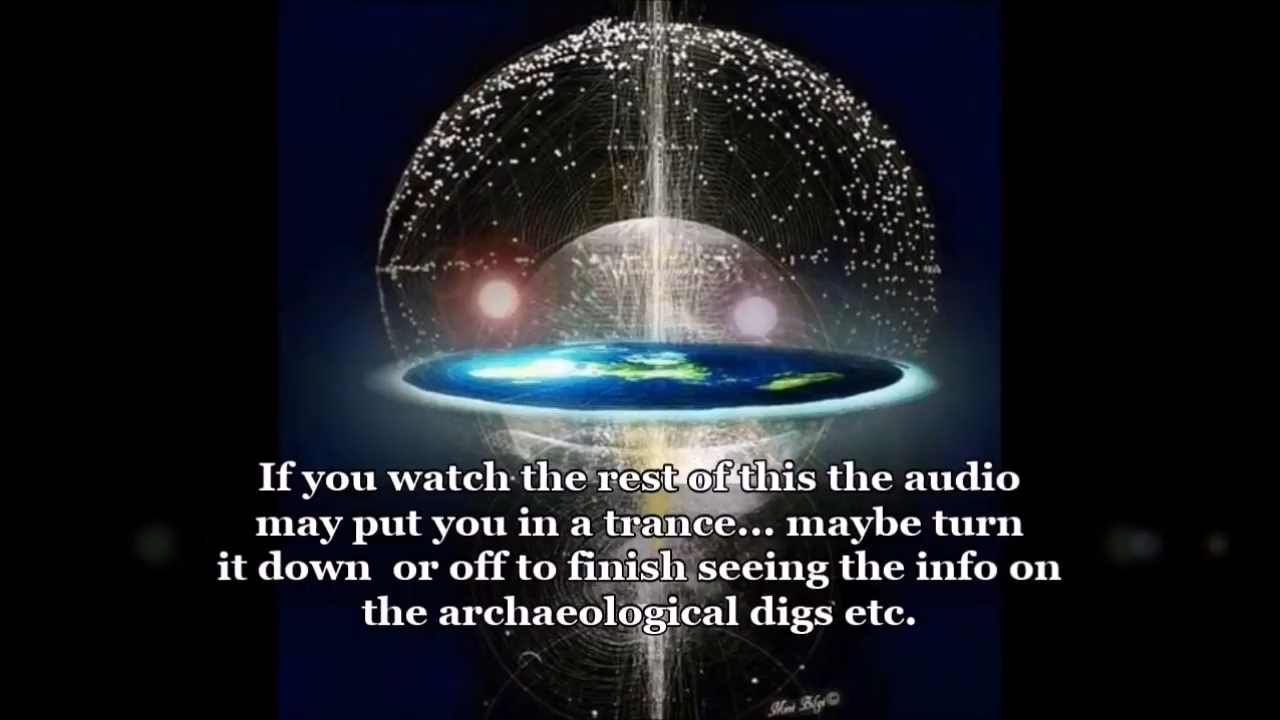 If you watch the rest of this the audio
may put you in a trance... maybe turn
it down or off to finish seeing the info on
the archaeological digs etc.